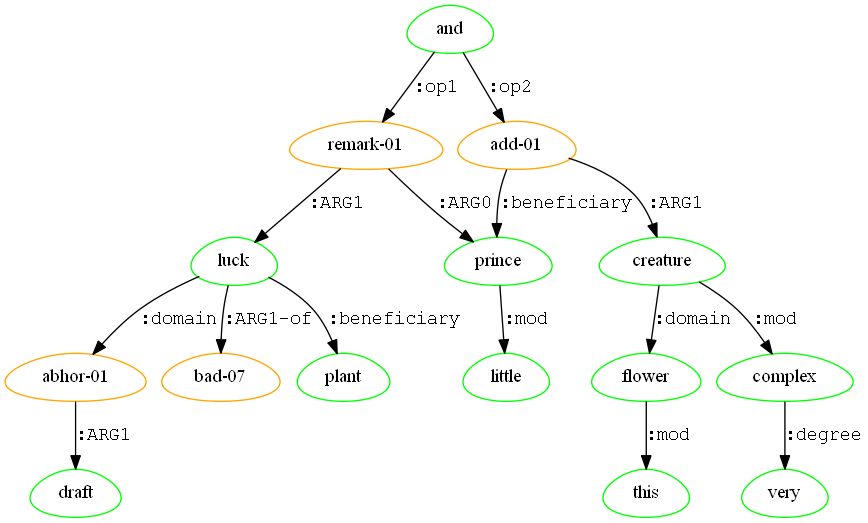 and
:op1 :op2
remark-01 add-01
:ARG1 :ARG0 :beneficiary :ARG1
luck prince creature
:domain :ARG1-of :beneficiary :mod :domain :mod
abhor-01 bad-07 plant little flower complex
:ARG1 :mod :degree
draft this very